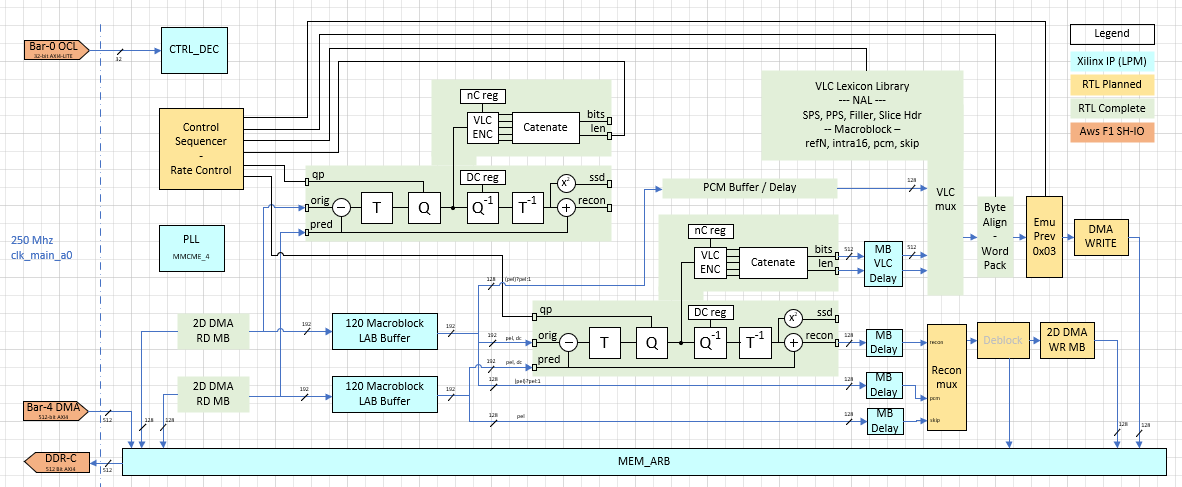 Bar-0 OCL
32-bit AXI4-LITE
32
CTRL_DEC
Legend
Xilinx IP (LPM)
RTL Planned
RTL Complete
Aws F1 SH-IO
Control
Sequencer
-
Rate Control
nC reg
VLC
ENC
Catenate
bits
len
VLC Lexicon Library
--- NAL ---
SPS, PPS, Filler, Slice Hdr
-- Macroblock --
refN, intra16, pcm, skip
VLC
mux
qp
orig
pred
T
Q
DC reg
Q-1
T-1
x²
ssd
recon
PCM Buffer / Delay
128
PLL
MMCME_4
250 Mhz
clk_main_a0
nC reg
VLC
ENC
Catenate
bits
len
512
MB
VLC
Delay
512
Byte
Align
-
Word
Pack
Emu
Prev
0x03
DMA
WRITE
128
(pel)?pel:1
2D DMA
RD MB
192
120 Macroblock
LAB Buffer
192
192
pel, dc
192
pel, dc
128
(pel)?pel:1
qp
orig
pred
T
Q
DC reg
Q-1
T-1
x²
ssd
recon
128
MB
Delay
recon
Recon
mux
Deblock
2D DMA
WR MB
2D DMA
RD MB
192
120 Macroblock
LAB Buffer
192
128
MB
Delay
pcm
128
pel
128
MB
Delay
skip
Bar-4 DMA
512-bit AXI4
512
128
128
128
128
DDR-C
512 Bit AXI4
512
MEM_ARB